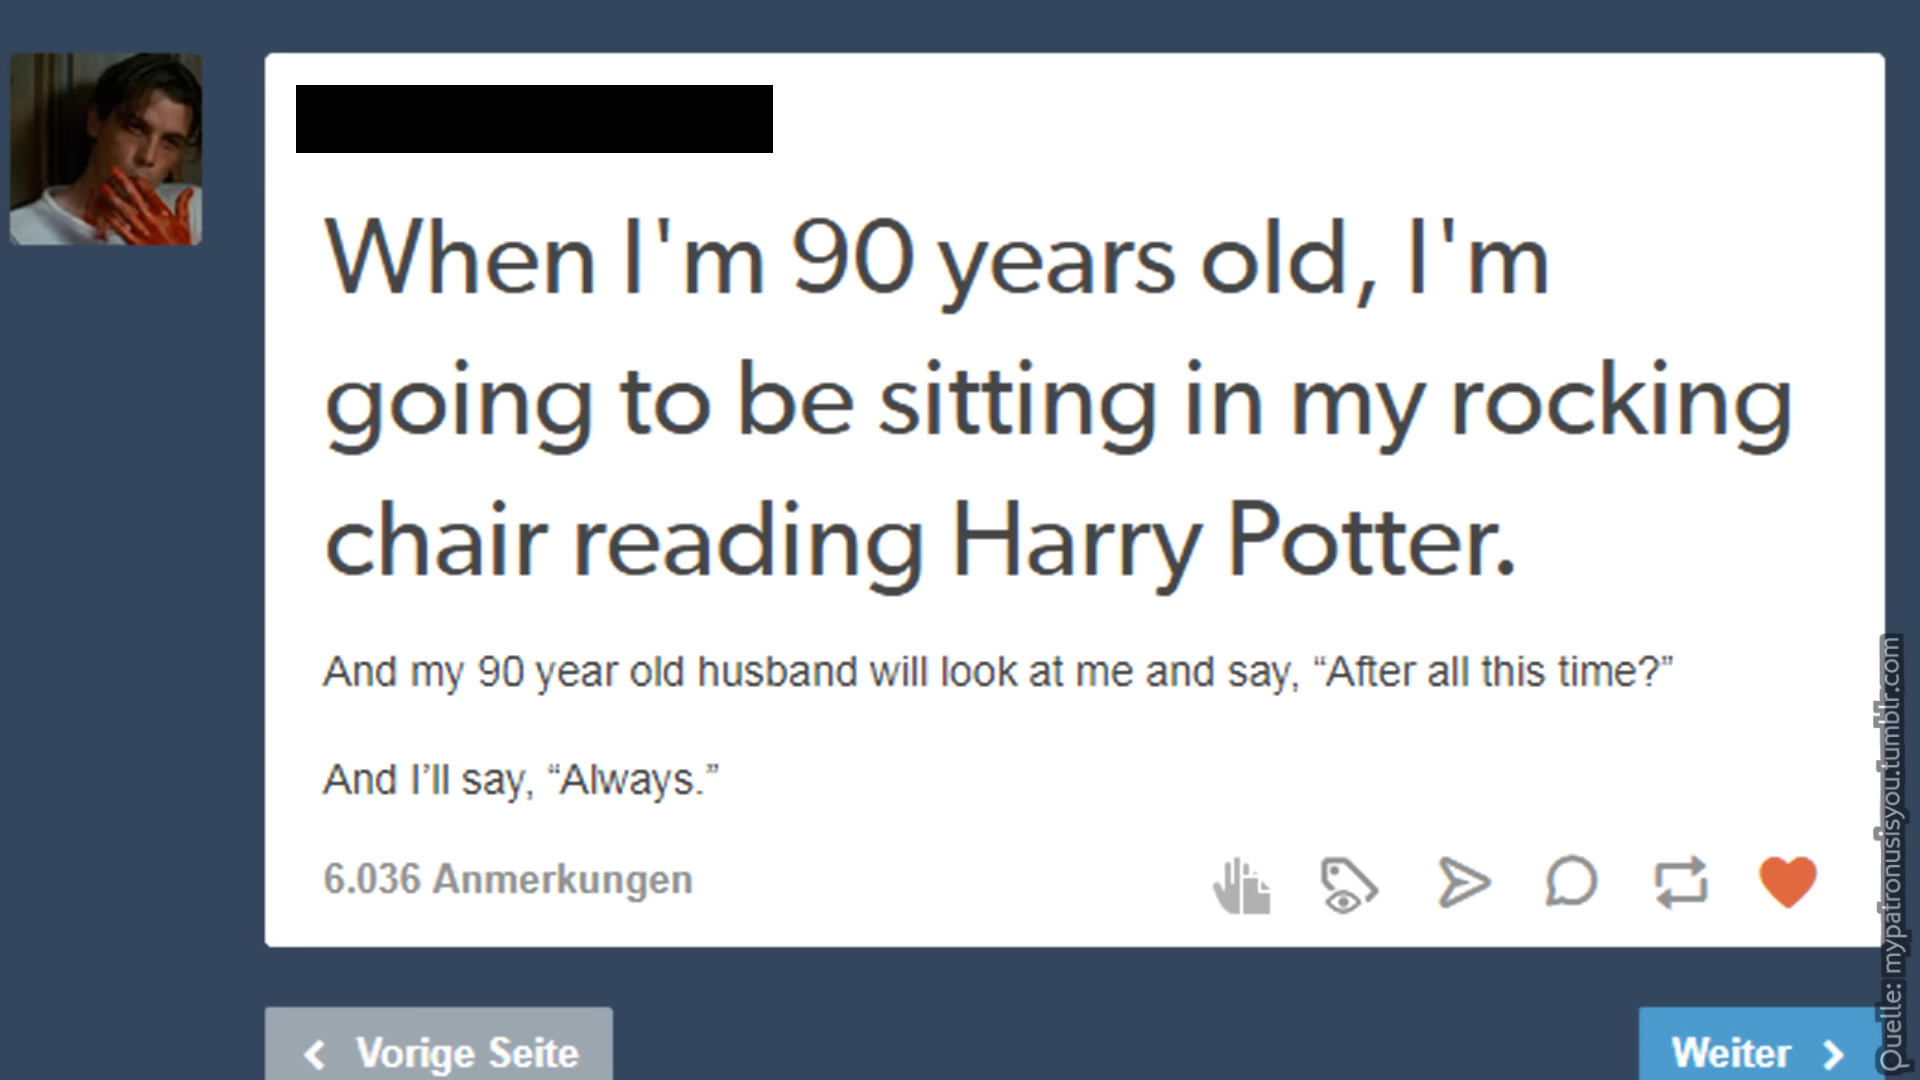 When I'm 90 years old, I'm
going to be sitting in my rocking
chair reading Harry Potter.
And my 90 year old husband will look at me and say, “After all this time?”
And I’ll say, “Always.”
6.036 Anmerkungen
Vorige Seite
Weiter
Quelle: mypatronusisyou.tumblr.com